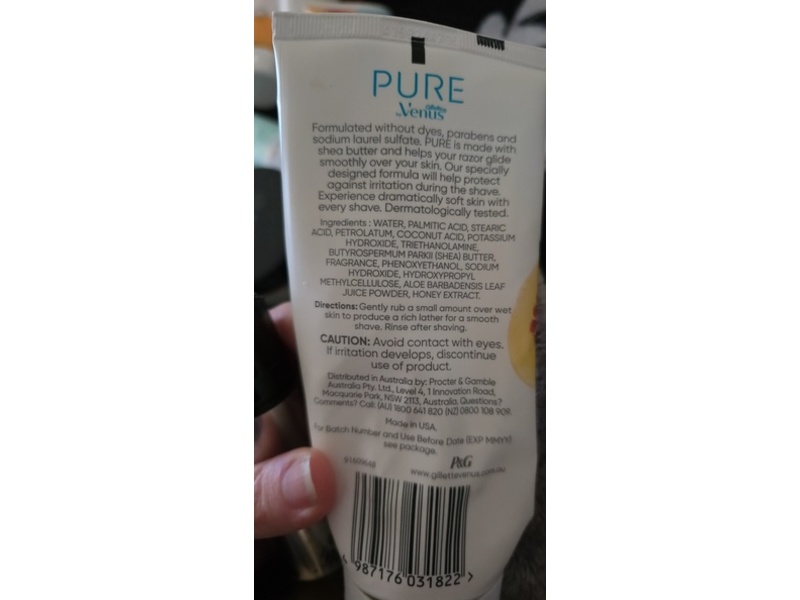 PURE
by Gillette
Venus
Formulated without dyes, parabens and
sodium laurel sulfate. PURE is made with
shea butter and helps your razor glide
smoothly over your skin. Our specially
designed formula will help protect
against irritation during the shave.
Experience dramatically soft skin with
every shave. Dermatologically tested.
Ingredients : WATER, PALMITIC ACID, STEARIC
ACID, PETROLATUM, COCONUT ACID, POTASSIUM
HYDROXIDE, TRIETHANOLAMINE,
BUTYROSPERMUM PARKII (SHEA) BUTTER,
FRAGRANCE, PHENOXYETHANOL, SODIUM
HYDROXIDE, HYDROXYPROPYL
METHYLCELLULOSE, ALOE BARBADENSIS LEAF
JUICE POWDER, HONEY EXTRACT.
Directions: Gently rub a small amount over wet
skin to produce a rich lather for a smooth
shave. Rinse after shaving.
CAUTION: Avoid contact with eyes.
If irritation develops, discontinue
use of product.
Distributed in Australia by: Procter & Gamble
Australia Pty. Ltd., Level 4, 1 Innovation Road,
Macquarie Park, NSW 2113, Australia. Questions?
Comments? Call: (AU) 1800 641 820 (NZ) 0800 108 909.
Made in USA.
For Batch Number and Use Before Date (EXP MMYY)
see package.
P&G
www.gillettevenus.com.au
4 987176 031822 >